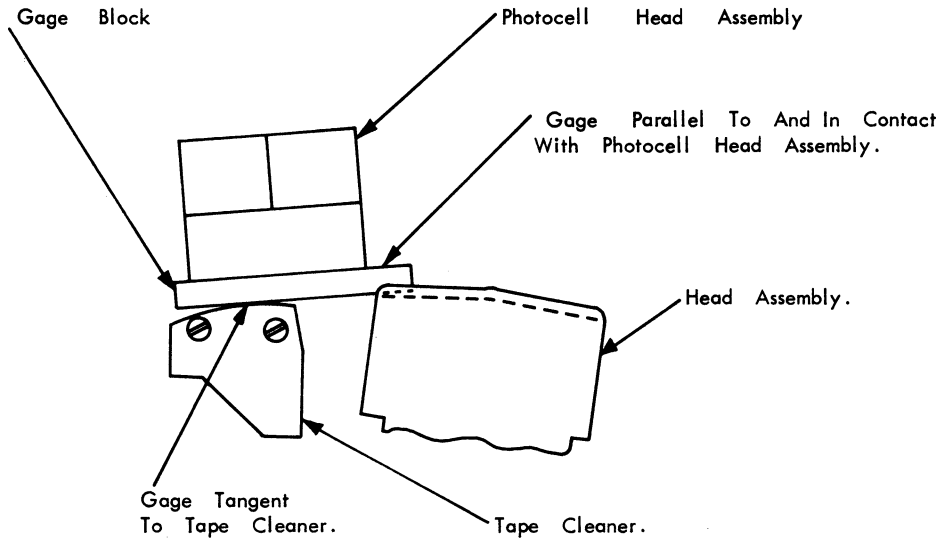 Gage Block
Photocell Head Assembly
Gage Parallel To And In Contact
With Photocell Head Assembly.
Head Assembly.
Gage Tangent
To Tape Cleaner.
Tape Cleaner.